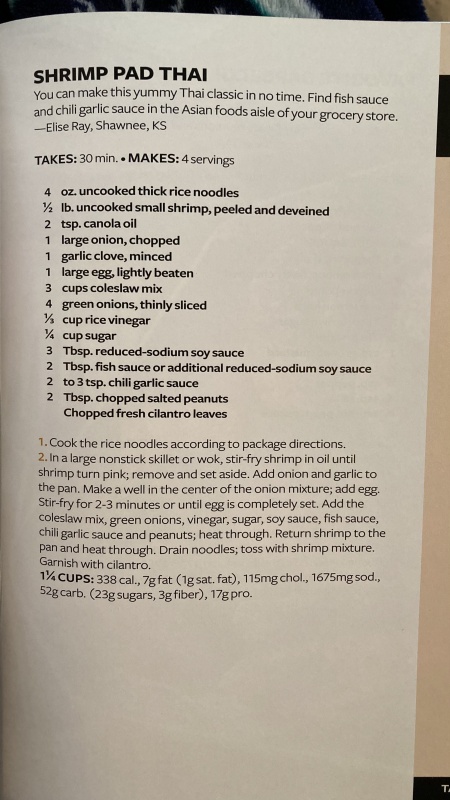 SHRIMP PAD THAI
You can make this yummy Thai classic in no time. Find fish sauce
and chili garlic sauce in the Asian foods aisle of your grocery store.
—Elise Ray, Shawnee, KS
TAKES: 30 min. • MAKES: 4 servings
4 oz. uncooked thick rice noodles
½ lb. uncooked small shrimp, peeled and deveined
2 tsp. canola oil
1 large onion, chopped
1 garlic clove, minced
1 large egg, lightly beaten
3 cups coleslaw mix
4 green onions, thinly sliced
⅓ cup rice vinegar
¼ cup sugar
3 Tbsp. reduced-sodium soy sauce
2 Tbsp. fish sauce or additional reduced-sodium soy sauce
2 to 3 tsp. chili garlic sauce
2 Tbsp. chopped salted peanuts
Chopped fresh cilantro leaves
1. Cook the rice noodles according to package directions.
2. In a large nonstick skillet or wok, stir-fry shrimp in oil until
shrimp turn pink; remove and set aside. Add onion and garlic to
the pan. Make a well in the center of the onion mixture; add egg.
Stir-fry for 2-3 minutes or until egg is completely set. Add the
coleslaw mix, green onions, vinegar, sugar, soy sauce, fish sauce,
chili garlic sauce and peanuts; heat through. Return shrimp to the
pan and heat through. Drain noodles; toss with shrimp mixture.
Garnish with cilantro.
1¼ CUPS: 338 cal., 7g fat (1g sat. fat), 115mg chol., 1675mg sod.,
52g carb. (23g sugars, 3g fiber), 17g pro.